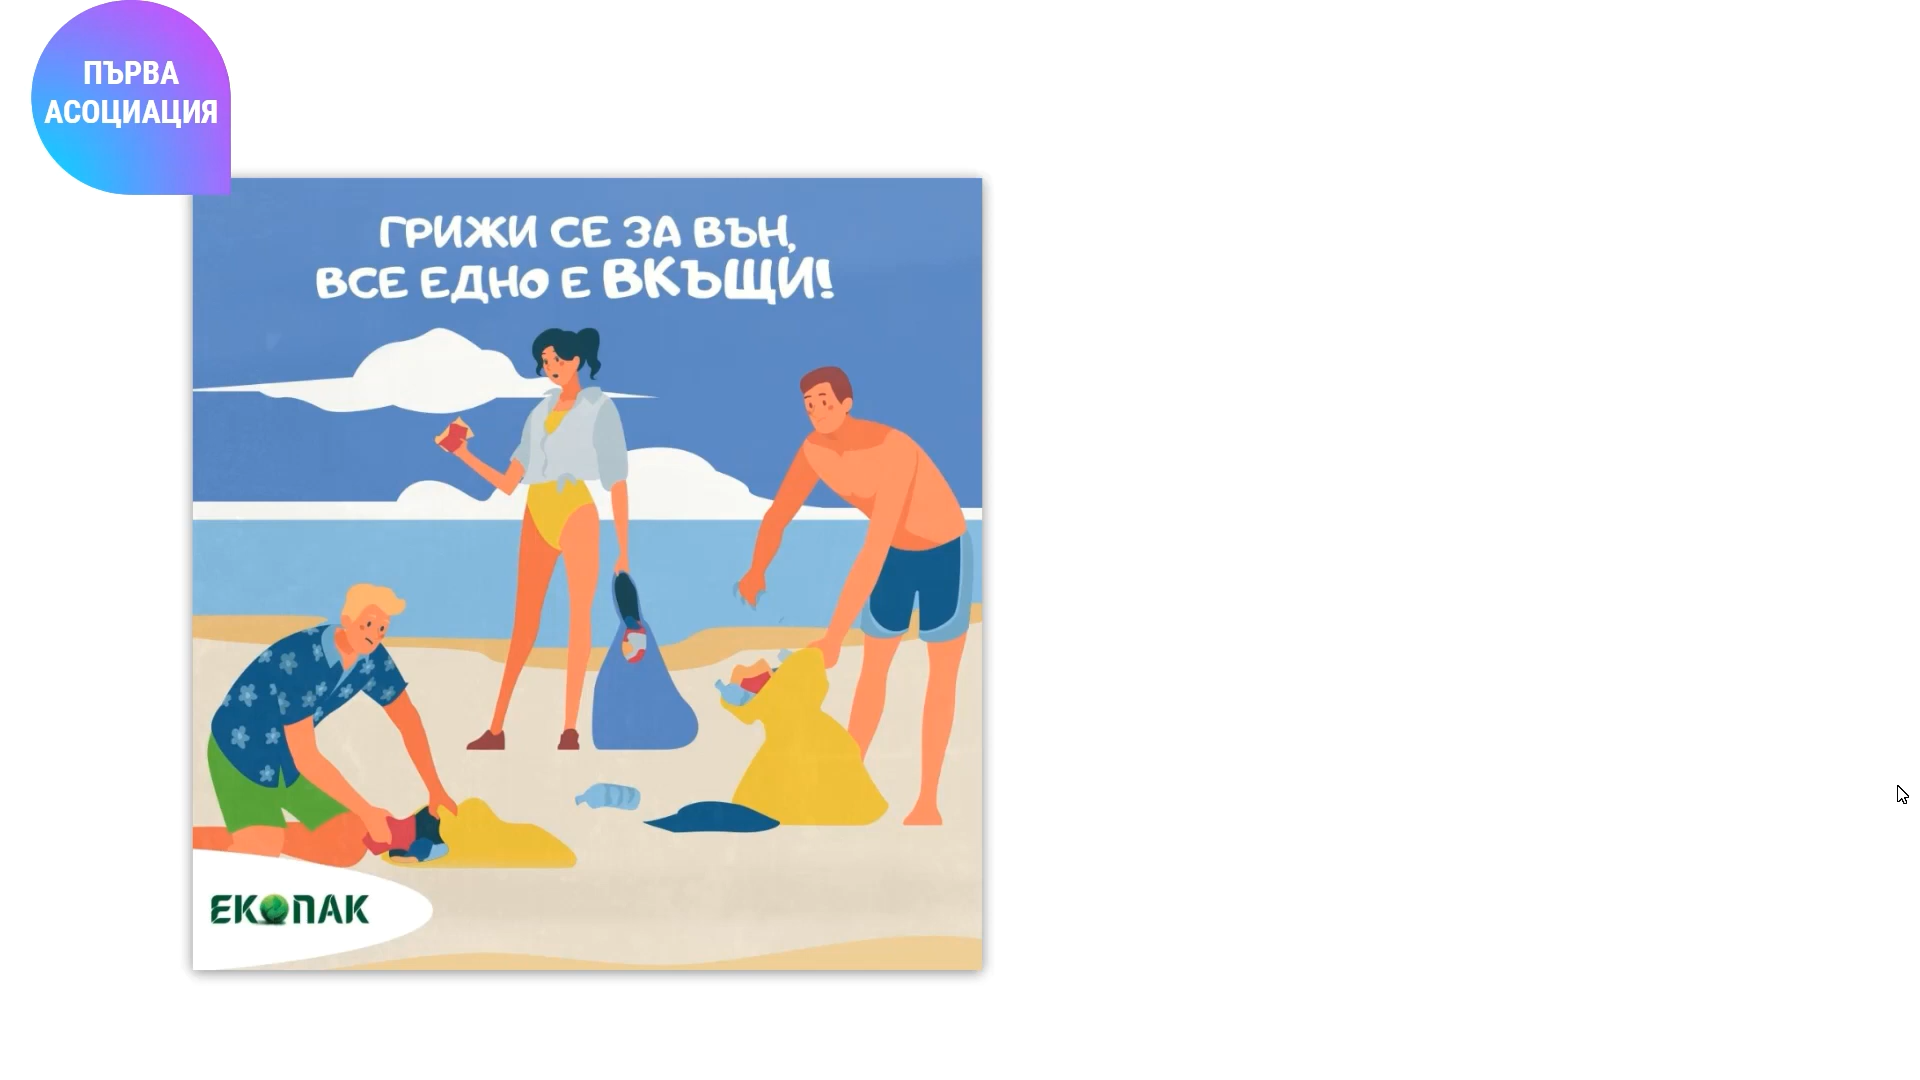 ПЪРВА
АСОЦИАЦИЯ
ГРИЖИ СЕ ЗА ВЪН,
ВСЕ ЕДНО Е ВКЪЩИ!
ЕКОПАК